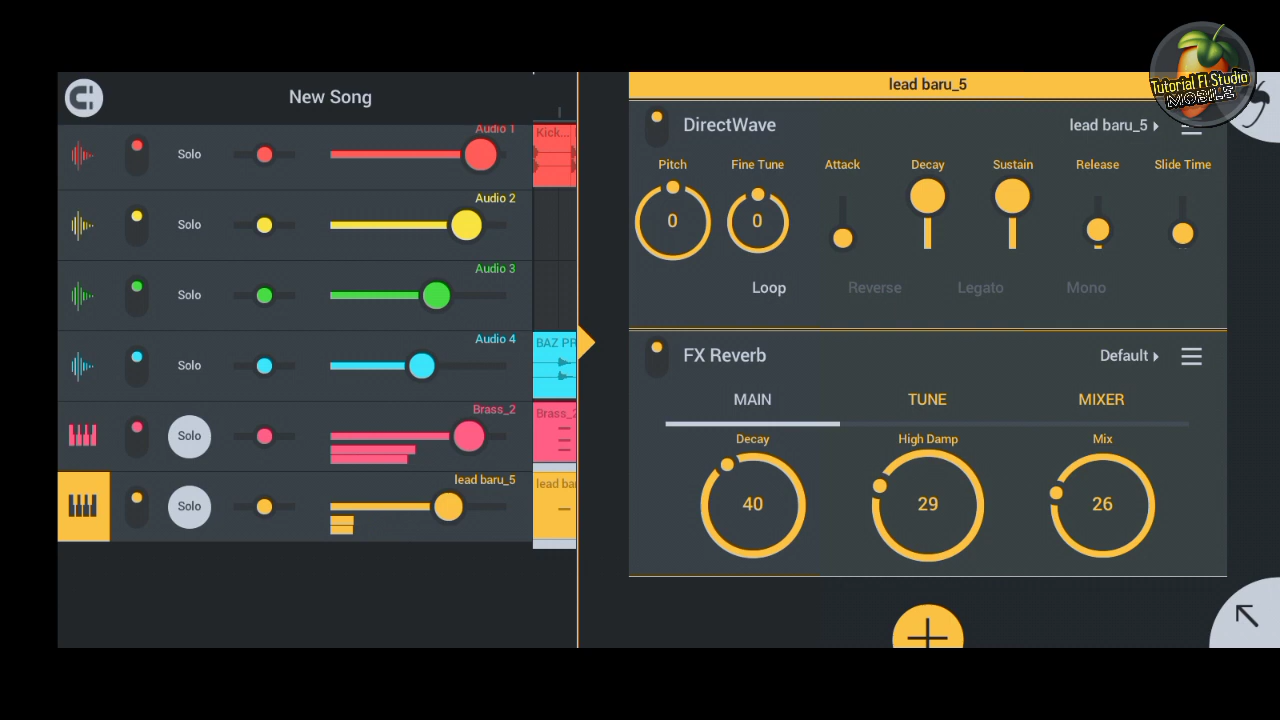 New Song
Audio 1
Solo
Kick...
Audio 2
Solo
Audio 3
Solo
Audio 4
Solo
BAZ PR
Brass_2
Solo
Brass_2
lead baru_5
Solo
lead bar
lead baru_5
DirectWave
lead baru_5
Pitch
Fine Tune
Attack
Decay
Sustain
Release
Slide Time
0
0
Loop
Reverse
Legato
Mono
FX Reverb
Default
MAIN
TUNE
MIXER
Decay
High Damp
Mix
40
29
26
Tutorial Fl Studio
MOBILE